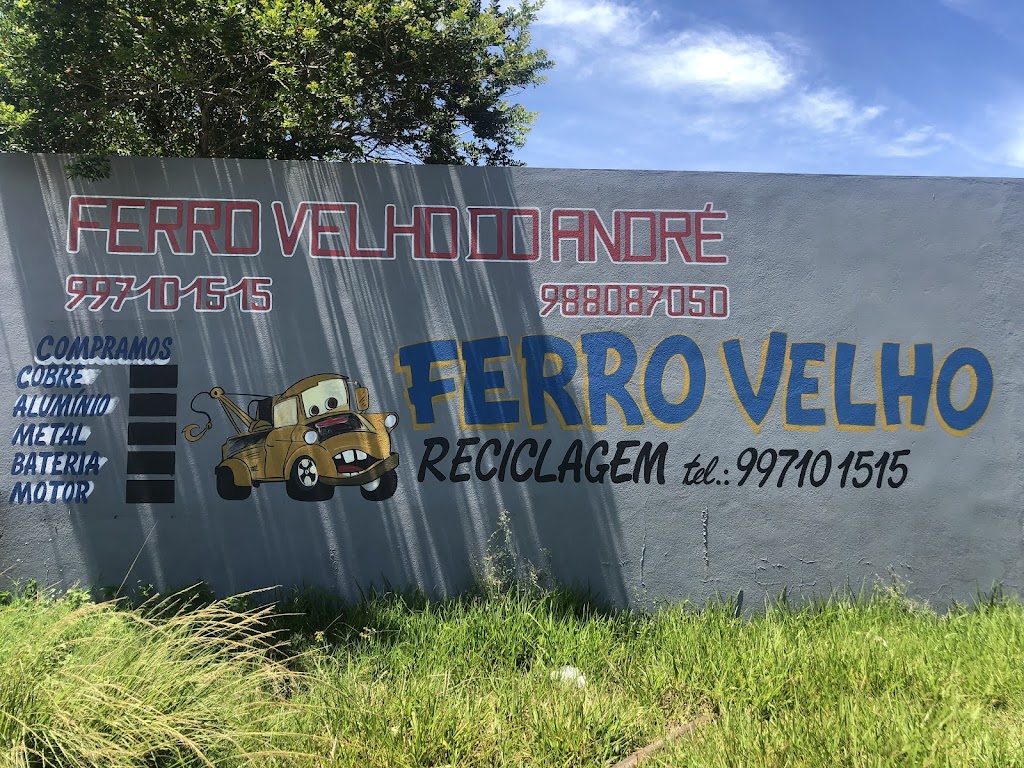 FERRO VELHO DO ANDRÉ
997101515
988087050
COMPRAMOS
COBRE
ALUMÍNIO
METAL
BATERIA
MOTOR
FERRO VELHO
RECICLAGEM tel.: 99710 1515